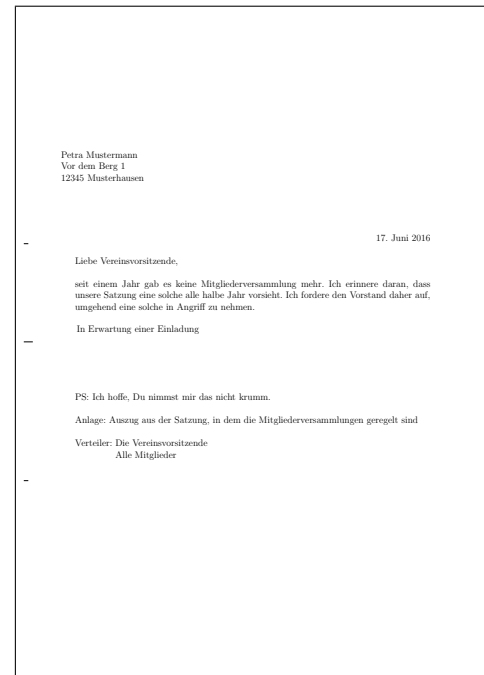 Petra Mustermann
Vor dem Berg 1
12345 Musterhausen
17. Juni 2016
Liebe Vereinsvorsitzende,
seit einem Jahr gab es keine Mitgliederversammlung mehr. Ich erinnere daran, dass
unsere Satzung eine solche alle halbe Jahr vorsieht. Ich fordere den Vorstand daher auf,
umgehend eine solche in Angriff zu nehmen.
In Erwartung einer Einladung
PS: Ich hoffe, Du nimmst mir das nicht krumm.
Anlage: Auszug aus der Satzung, in dem die Mitgliederversammlungen geregelt sind
Verteiler: Die Vereinsvorsitzende
Alle Mitglieder